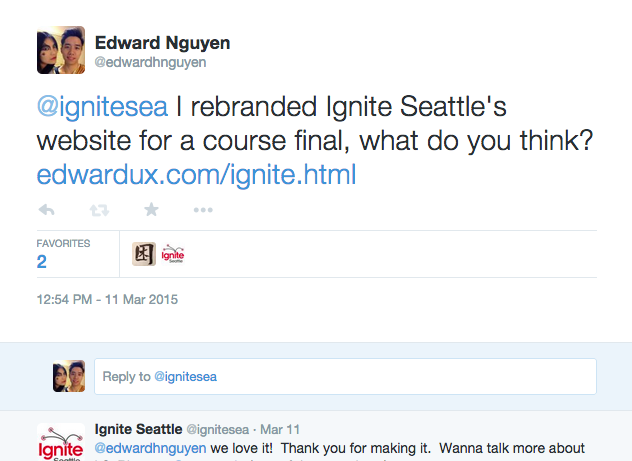 Edward Nguyen
@edwardhnguyen
@ignitesea I rebranded Ignite Seattle's
website for a course final, what do you think?
edwardux.com/ignite.html
FAVORITES
2
困
Ignite
Seattle
12:54 PM - 11 Mar 2015
Reply to @ignitesea
Ignite Seattle @ignitesea · Mar 11
Ignite
@edwardhnguyen we love it! Thank you for making it. Wanna talk more about